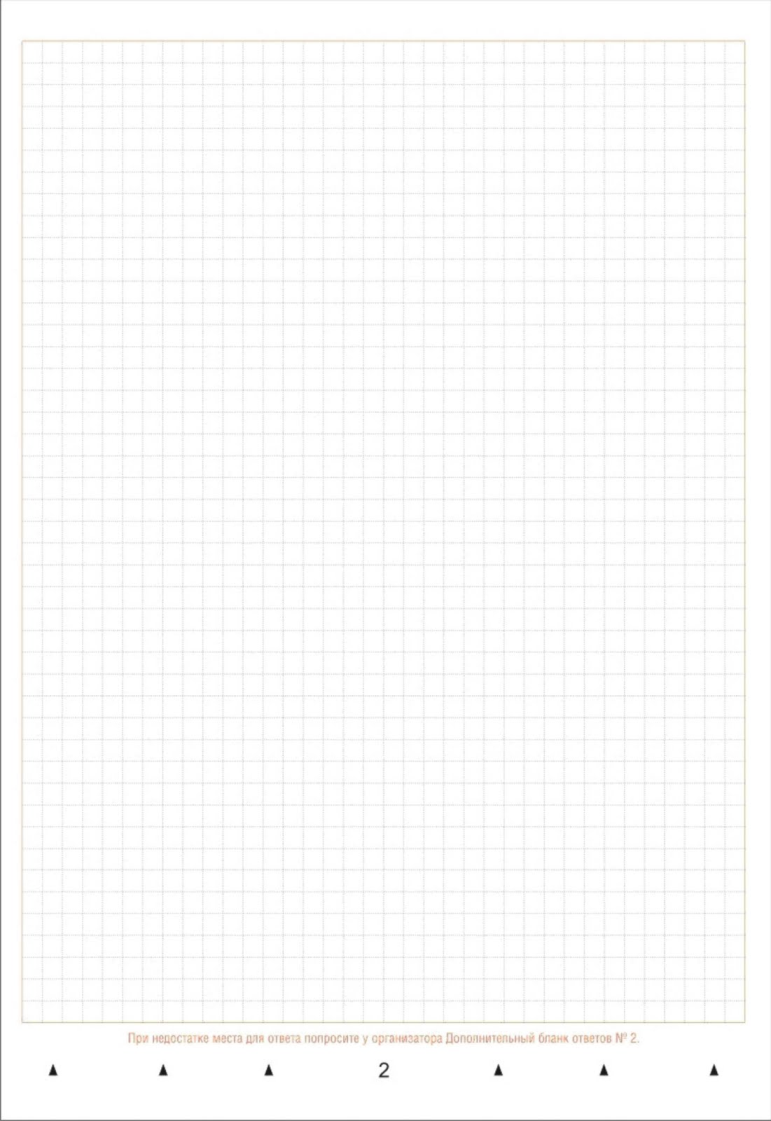 При недостатке места для ответа попросите у организатора Дополнительный бланк ответов № 2.
2